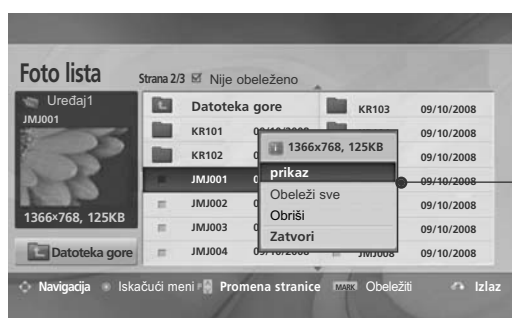 Foto lista
Strana 2/3 Nije obeleženo
Uređaj1
JMJ001
1366×768, 125KB
Datoteka gore
Datoteka gore
KR101
KR102
JMJ001
JMJ002
JMJ003
JMJ004
KR103 09/10/2008
09/10/2008
09/10/2008
09/10/2008
09/10/2008
09/10/2008
JMJ008 09/10/2008
1366x768, 125KB
prikaz
Obeleži sve
Obriši
Zatvori
Navigacija Iskačući meni Promena stranice MARK Obeležiti Izlaz